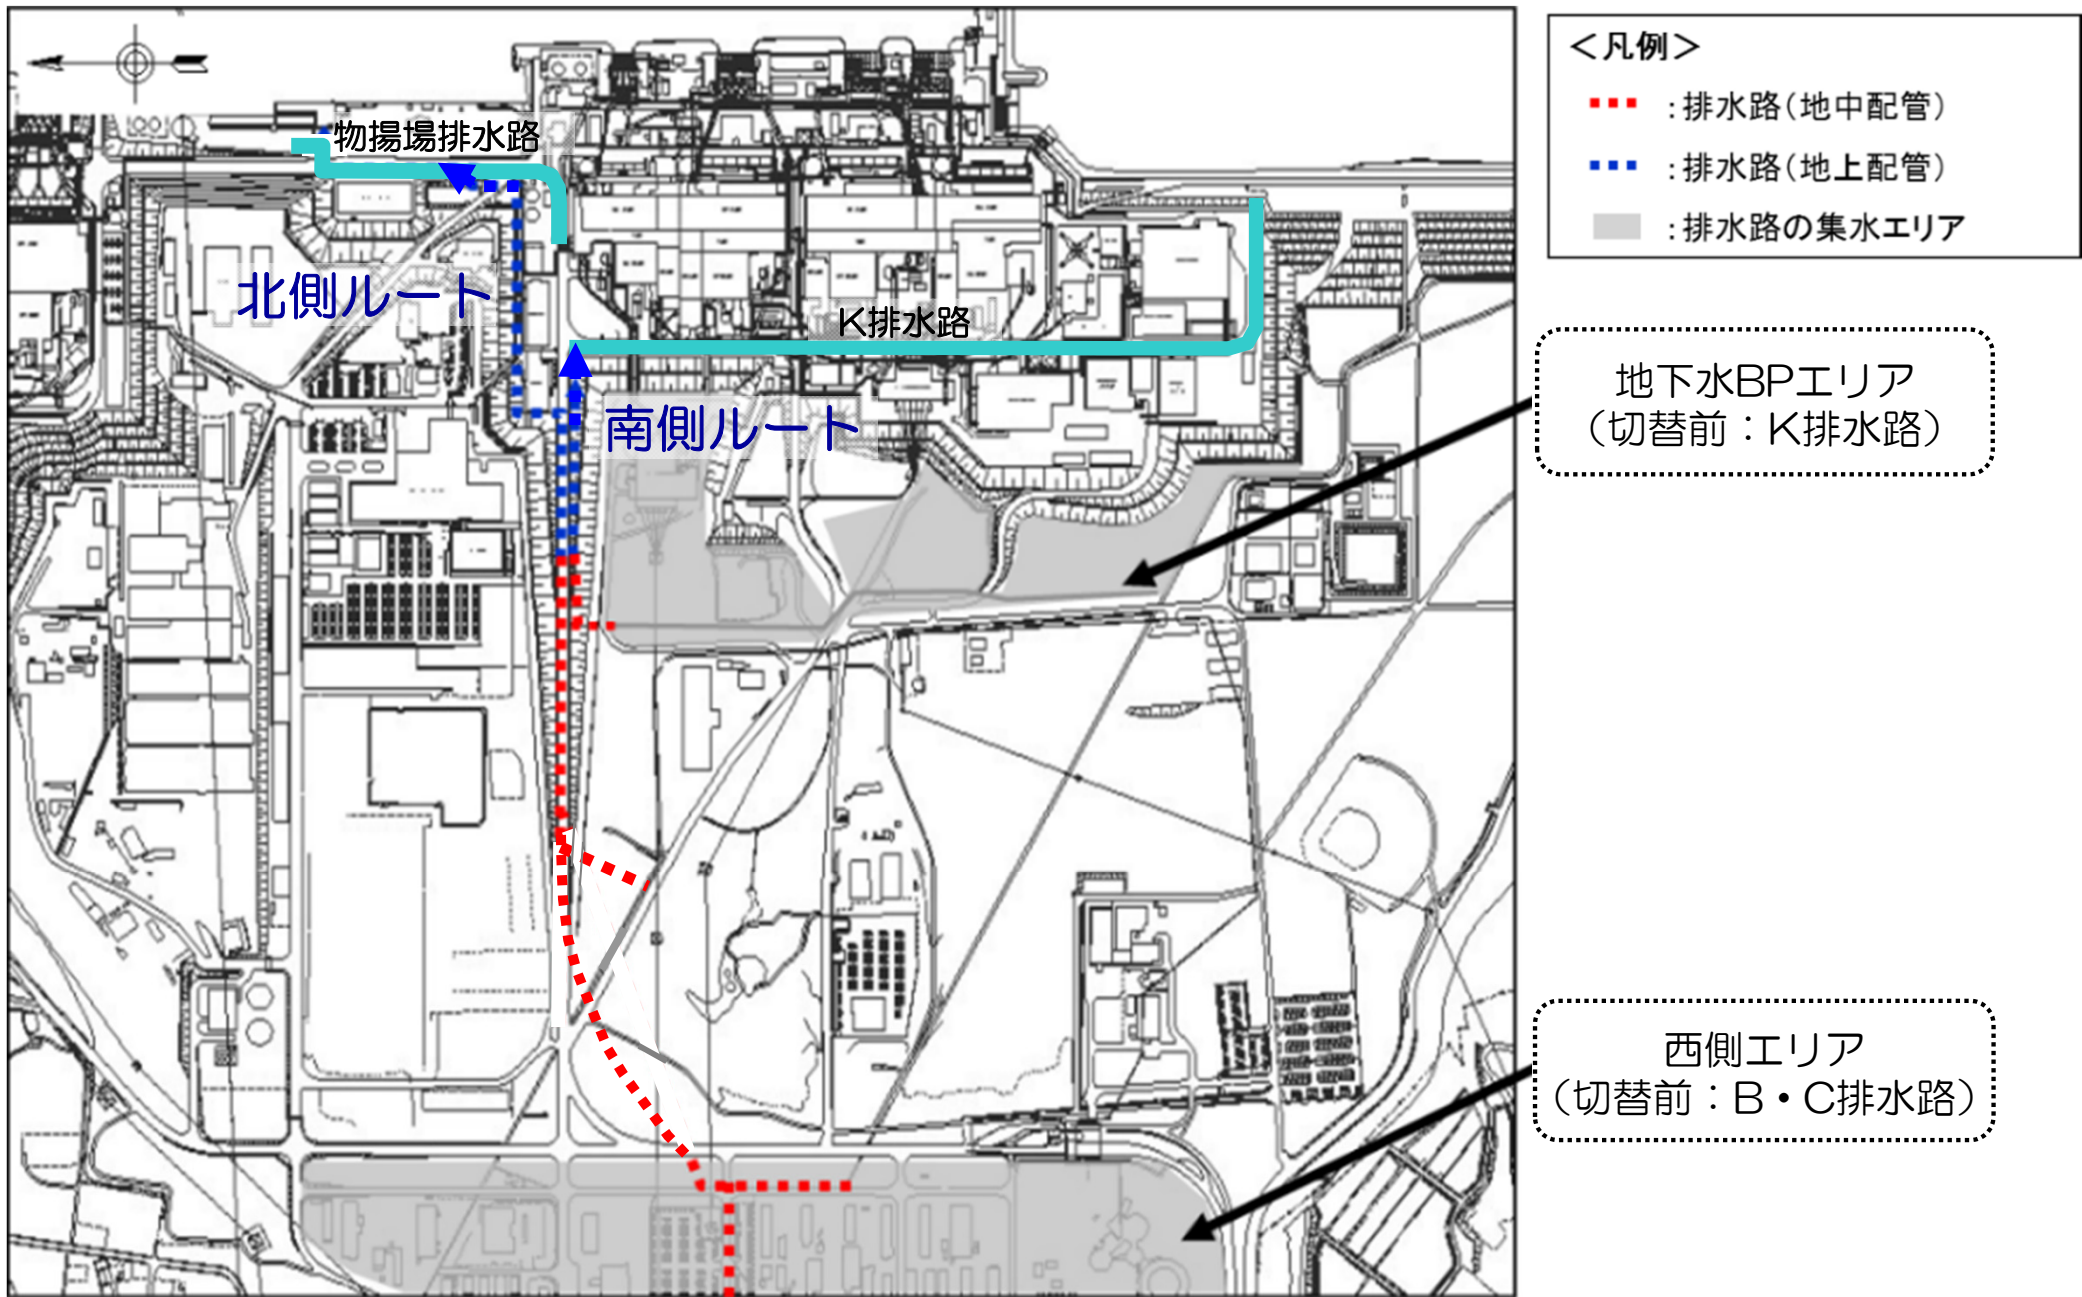 物揚場排水路
北側ルート
K排水路
南側ルート
＜凡例＞
：排水路（地中配管）
：排水路（地上配管）
：排水路の集水エリア
地下水BPエリア
（切替前：K排水路）
西側エリア
（切替前：B・C排水路）